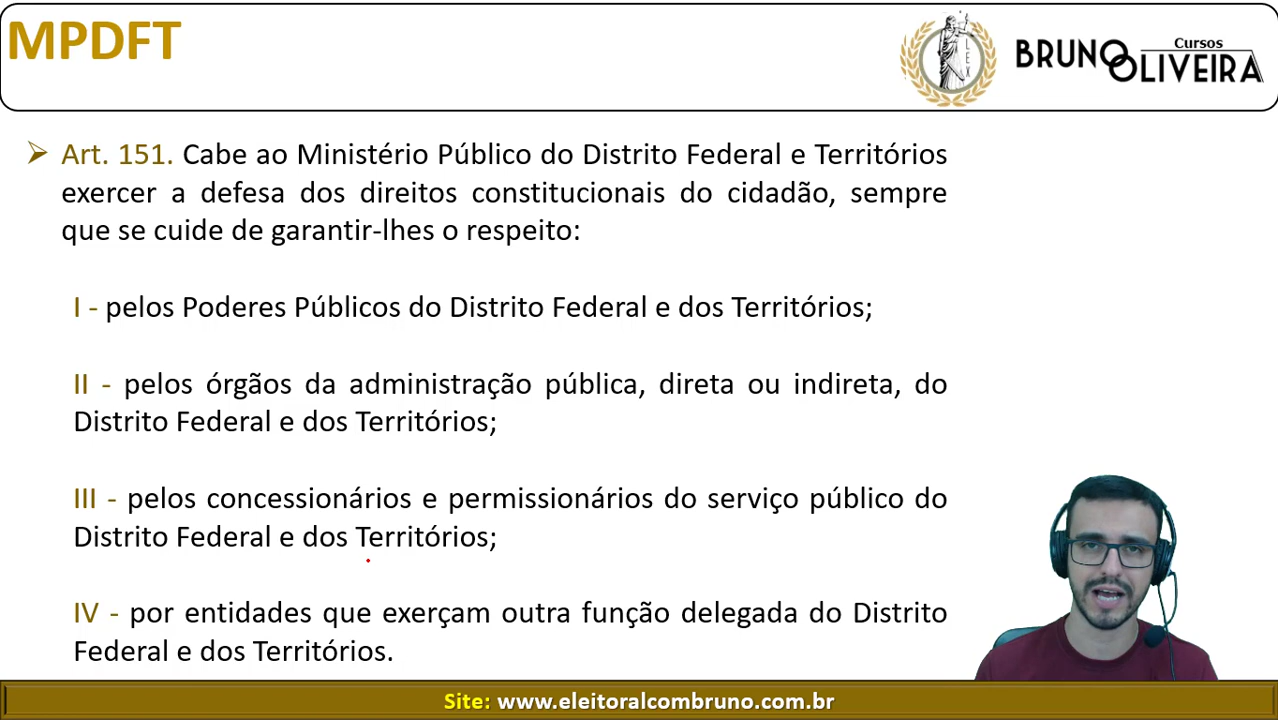 MPDFT
LEX
Cursos
BRUNO
OLIVEIRA
Art. 151. Cabe ao Ministério Público do Distrito Federal e Territórios
exercer a defesa dos direitos constitucionais do cidadão, sempre
que se cuide de garantir-lhes o respeito:
I - pelos Poderes Públicos do Distrito Federal e dos Territórios;
II - pelos órgãos da administração pública, direta ou indireta, do
Distrito Federal e dos Territórios;
III - pelos concessionários e permissionários do serviço público do
Distrito Federal e dos Territórios;
IV - por entidades que exerçam outra função delegada do Distrito
Federal e dos Territórios.
Site: www.eleitoralcombruno.com.br